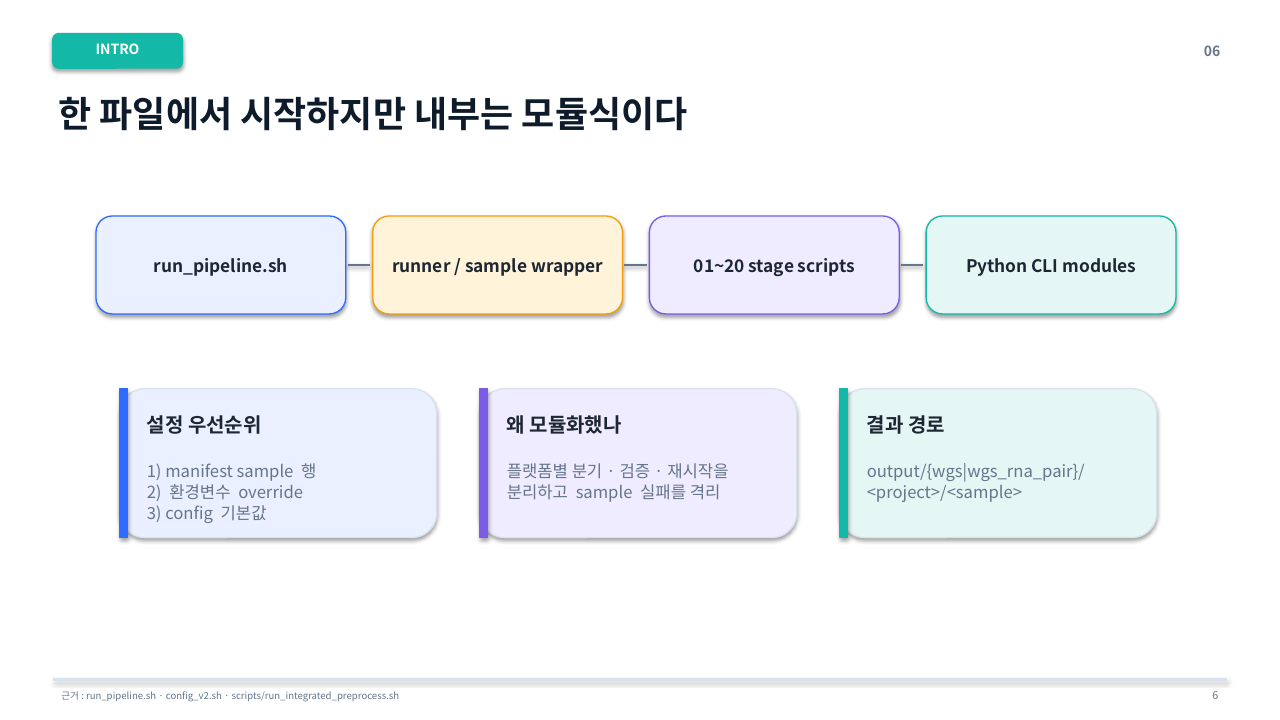 INTRO
06
한 파일에서 시작하지만 내부는 모듈식이다
run_pipeline.sh
runner / sample wrapper
01~20 stage scripts
Python CLI modules
설정 우선순위
1) manifest sample 행
2) 환경변수 override
3) config 기본값
왜 모듈화했나
플랫폼별 분기 · 검증 · 재시작을
분리하고 sample 실패를 격리
결과 경로
output/{wgs|wgs_rna_pair}/
<project>/<sample>
근거 : run_pipeline.sh · config_v2.sh · scripts/run_integrated_preprocess.sh
6